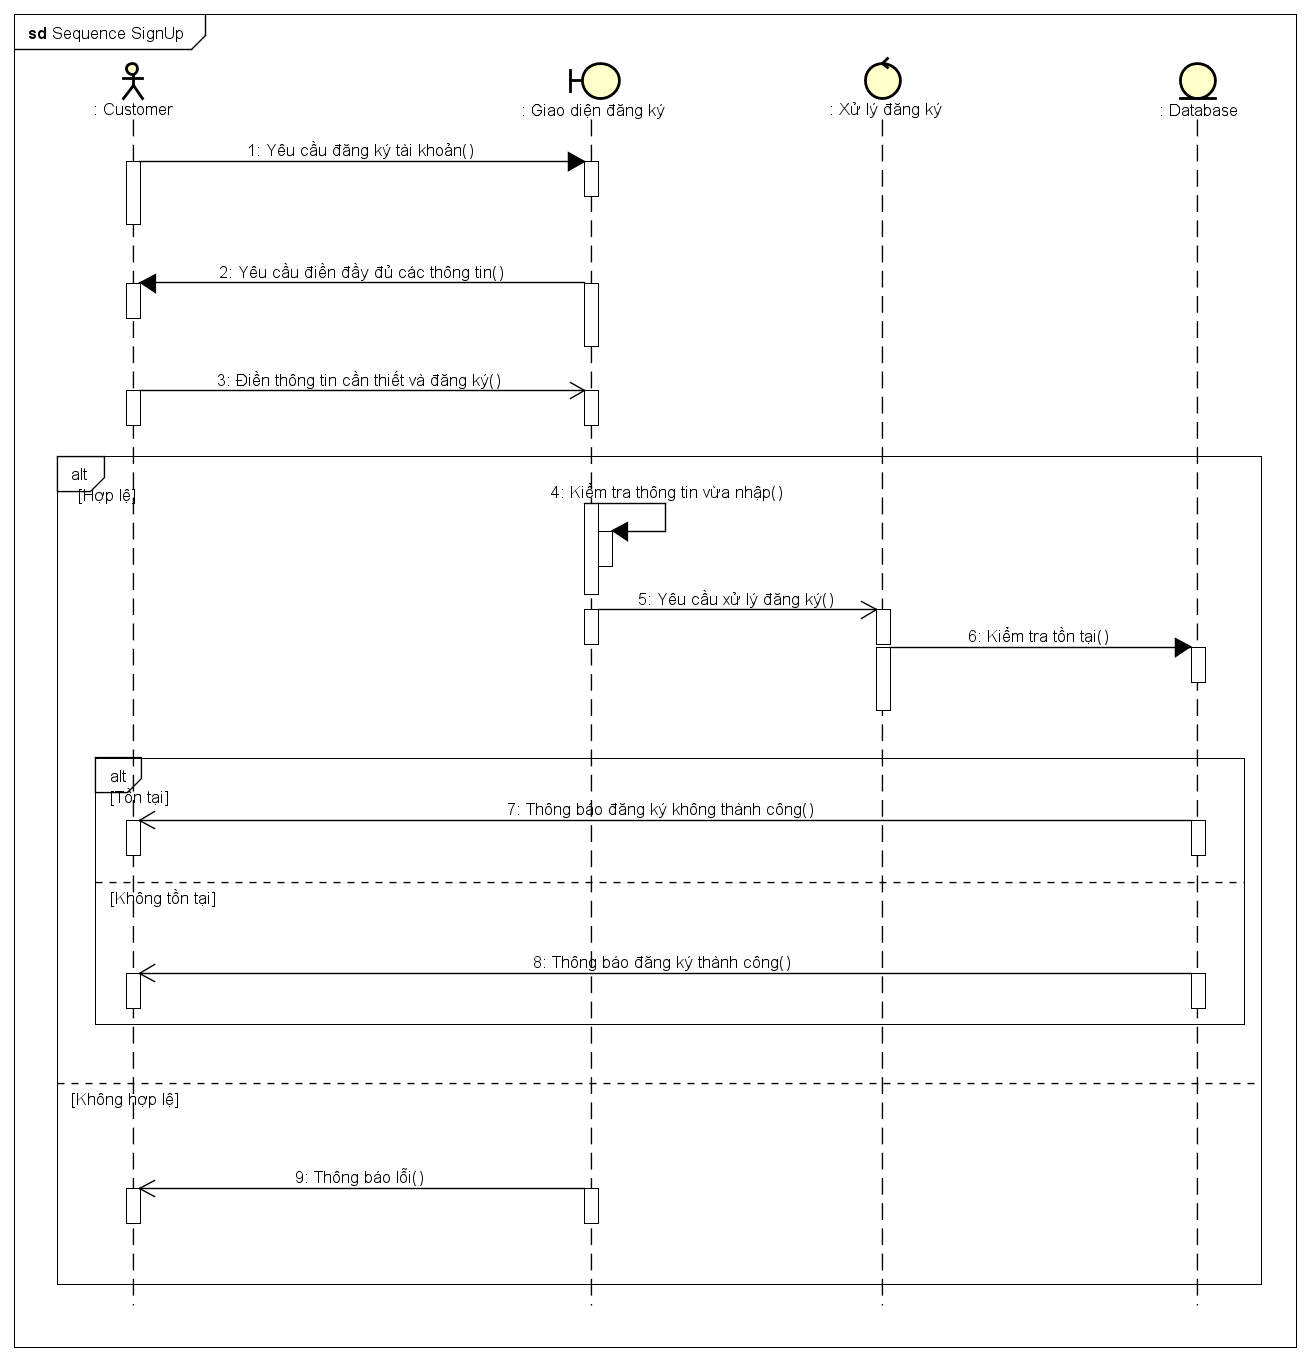 sd Sequence SignUp
: Customer
: Giao diện đăng ký
: Xử lý đăng ký
: Database
1: Yêu cầu đăng ký tài khoản()
2: Yêu cầu điền đầy đủ các thông tin()
3: Điền thông tin cần thiết và đăng ký()
alt
[Hợp lệ]
4: Kiểm tra thông tin vừa nhập()
5: Yêu cầu xử lý đăng ký()
6: Kiểm tra tồn tại()
alt
[Tồn tại]
7: Thông báo đăng ký không thành công()
[Không tồn tại]
8: Thông báo đăng ký thành công()
[Không hợp lệ]
9: Thông báo lỗi()